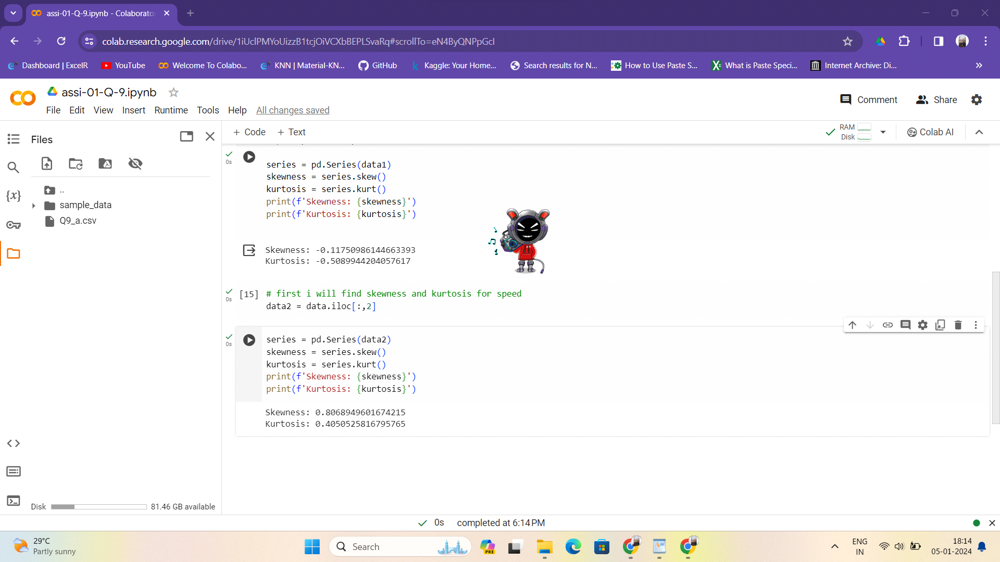 assi-01-Q-9.ipynb - Colaborato
colab.research.google.com/drive/1iUclPMYoUizzB1tcjOiVCXbBEPLSvaRq#scrollTo=eN4ByQNPpGcI
Dashboard | ExcelR
YouTube
Welcome To Colabo...
KNN | Material-KN...
GitHub
Kaggle: Your Home...
Search results for N...
How to Use Paste S...
What is Paste Speci...
Internet Archive: Di...
assi-01-Q-9.ipynb
Comment
Share
File Edit View Insert Runtime Tools Help All changes saved
Files
+ Code + Text
RAM
Disk
Colab AI
..
sample_data
Q9_a.csv
0s
series = pd.Series(data1)
skewness = series.skew()
kurtosis = series.kurt()
print(f'Skewness: {skewness}')
print(f'Kurtosis: {kurtosis}')
Skewness: -0.11750986144663393
Kurtosis: -0.5089944204057617
0s
[15] # first i will find skewness and kurtosis for speed
data2 = data.iloc[:,2]
0s
series = pd.Series(data2)
skewness = series.skew()
kurtosis = series.kurt()
print(f'Skewness: {skewness}')
print(f'Kurtosis: {kurtosis}')
Skewness: 0.8068949601674215
Kurtosis: 0.4050525816795765
Disk 81.46 GB available
0s completed at 6:14 PM
29°C
Partly sunny
Search
PRE
ENG
IN
18:14
05-01-2024